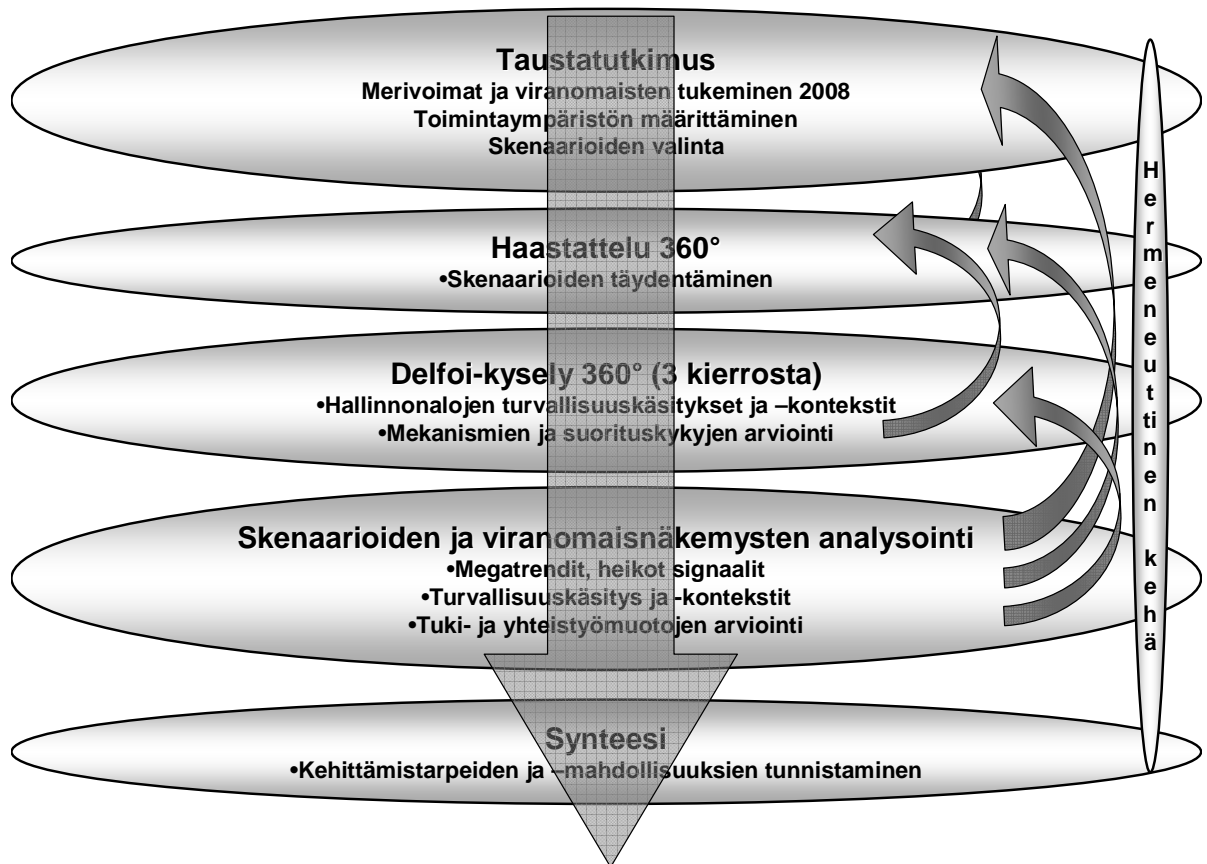 Taustatutkimus
Merivoimat ja viranomaisten tukeminen 2008
Toimintaympäristön määrittäminen
Skenaarioiden valinta
Haastattelu 360°
•Skenaarioiden täydentäminen
Delfoi-kysely 360° (3 kierrosta)
•Hallinnonalojen turvallisuuskäsitykset ja –kontekstit
•Mekanismien ja suorituskykyjen arviointi
Skenaarioiden ja viranomaisnäkemysten analysointi
•Megatrendit, heikot signaalit
•Turvallisuuskäsitys ja -kontekstit
•Tuki- ja yhteistyömuotojen arviointi
Synteesi
•Kehittämistarpeiden ja –mahdollisuuksien tunnistaminen
Hermeneuttinen kehä